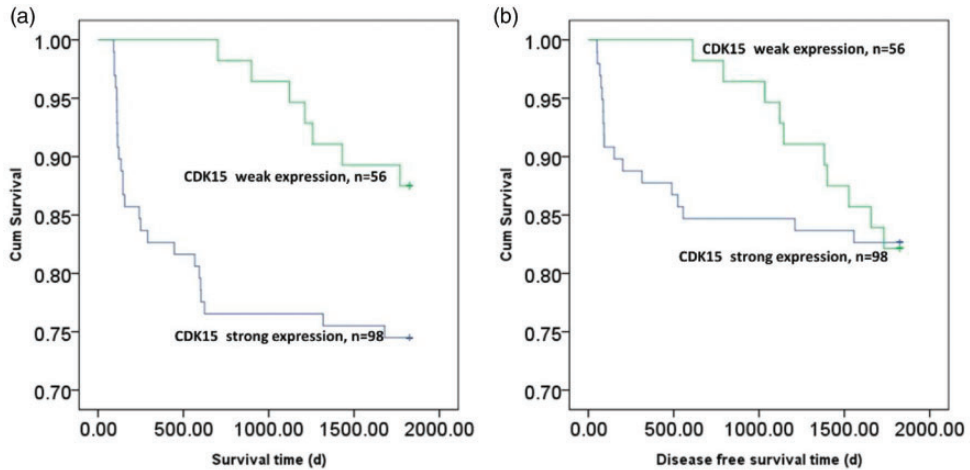 (a)
Cum Survival
1.00
0.95
0.90
0.85
0.80
0.75
0.70
CDK15 weak expression, n=56
CDK15 strong expression, n=98
0.00 500.00 1000.00 1500.00 2000.00
Survival time (d)
(b)
Cum Survival
1.00
0.95
0.90
0.85
0.80
0.75
0.70
CDK15 weak expression, n=56
CDK15 strong expression, n=98
0.00 500.00 1000.00 1500.00 2000.00
Disease free survival time (d)